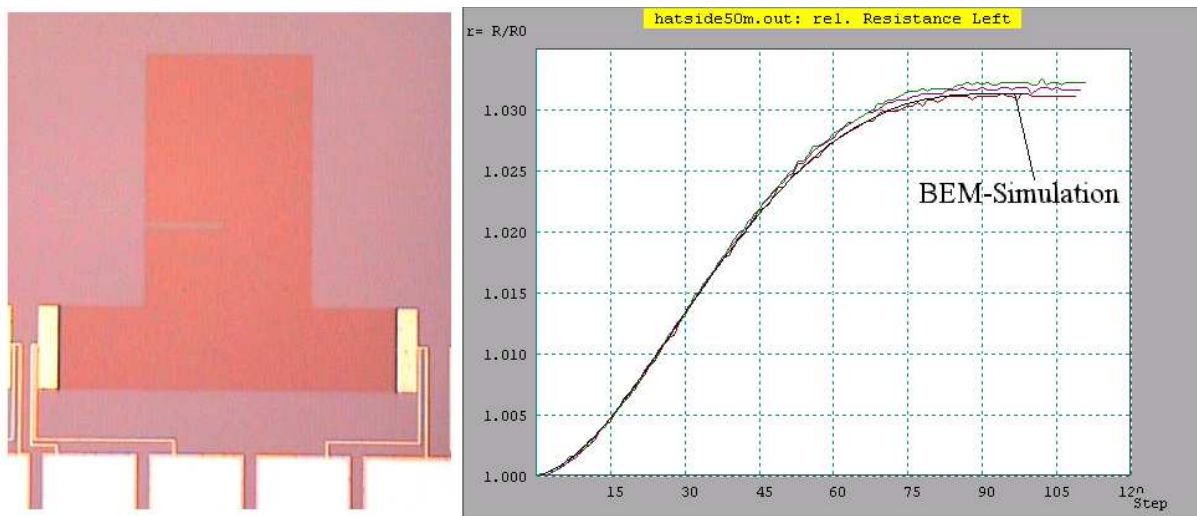 hatside50m.out: rel. Resistance Left
r= R/R0
1.030
1.025
1.020
1.015
1.010
1.005
1.000
BEM-Simulation
15 30 45 60 75 90 105 120
Step